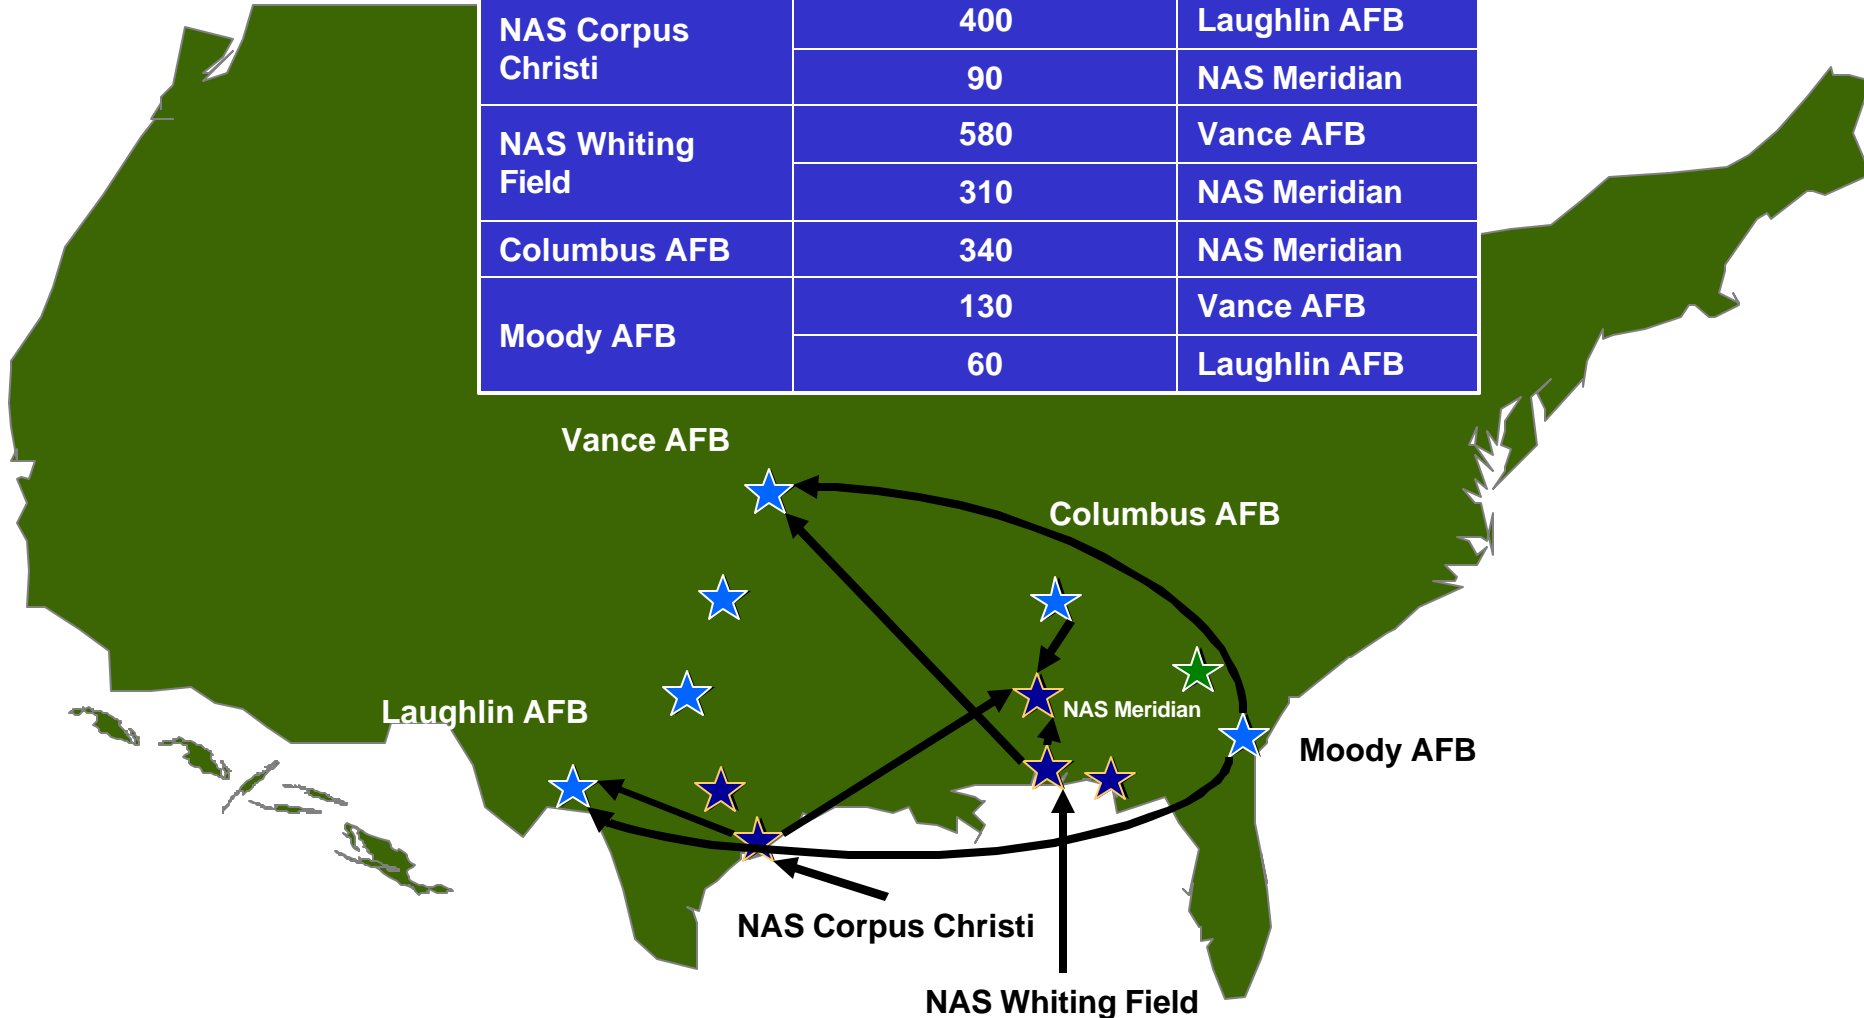 NAS Corpus
Christi
400
Laughlin AFB
90
NAS Meridian
NAS Whiting
Field
580
Vance AFB
310
NAS Meridian
Columbus AFB
340
NAS Meridian
Moody AFB
130
Vance AFB
60
Laughlin AFB
Vance AFB
Columbus AFB
Laughlin AFB
NAS Meridian
Moody AFB
NAS Corpus Christi
NAS Whiting Field